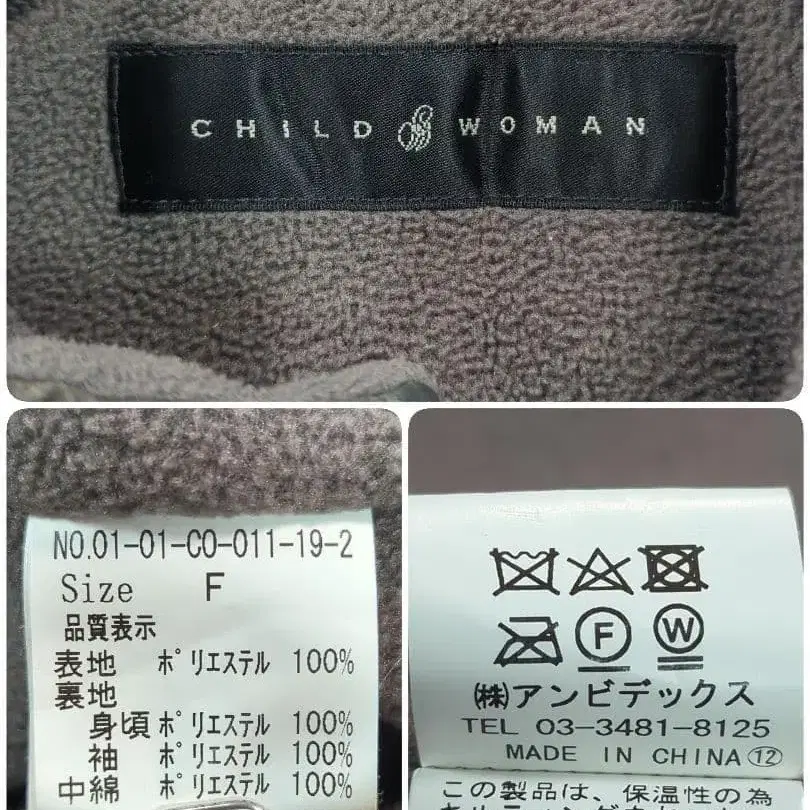 CHILD WOMAN
NO.01-01-CO-011-19-2
Size F
品質表示
表地 ポリエステル 100%
裏地
身頃 ポリエステル 100%
袖 ポリエステル 100%
中綿 ポリエステル 100%
F W
(株)アンビデックス
TEL 03-3481-8125
MADE IN CHINA ⑫
この製品は、保温性の為